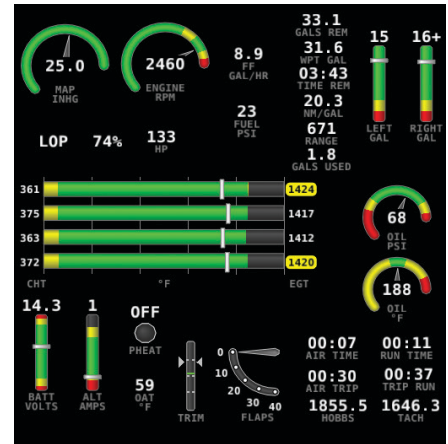 25.0
MAP
INHG
2460
ENGINE
RPM
8.9
FF
GAL/HR
23
FUEL
PSI
33.1
GALS REM
31.6
WPT GAL
03:43
TIME REM
20.3
NM/GAL
671
RANGE
1.8
GALS USED
15
LEFT
GAL
16+
RIGHT
GAL
LOP 74% 133
HP
361 1424
375 1417
363 1412
372 1420
CHT °F EGT
68
OIL
PSI
188
OIL
°F
14.3
BATT
VOLTS
1
ALT
AMPS
OFF
PHEAT
59
OAT
°F
TRIM
0
10
20
30
40
FLAPS
00:07
AIR TIME
00:11
RUN TIME
00:30
AIR TRIP
00:37
TRIP RUN
1855.5
HOBBS
1646.3
TACH